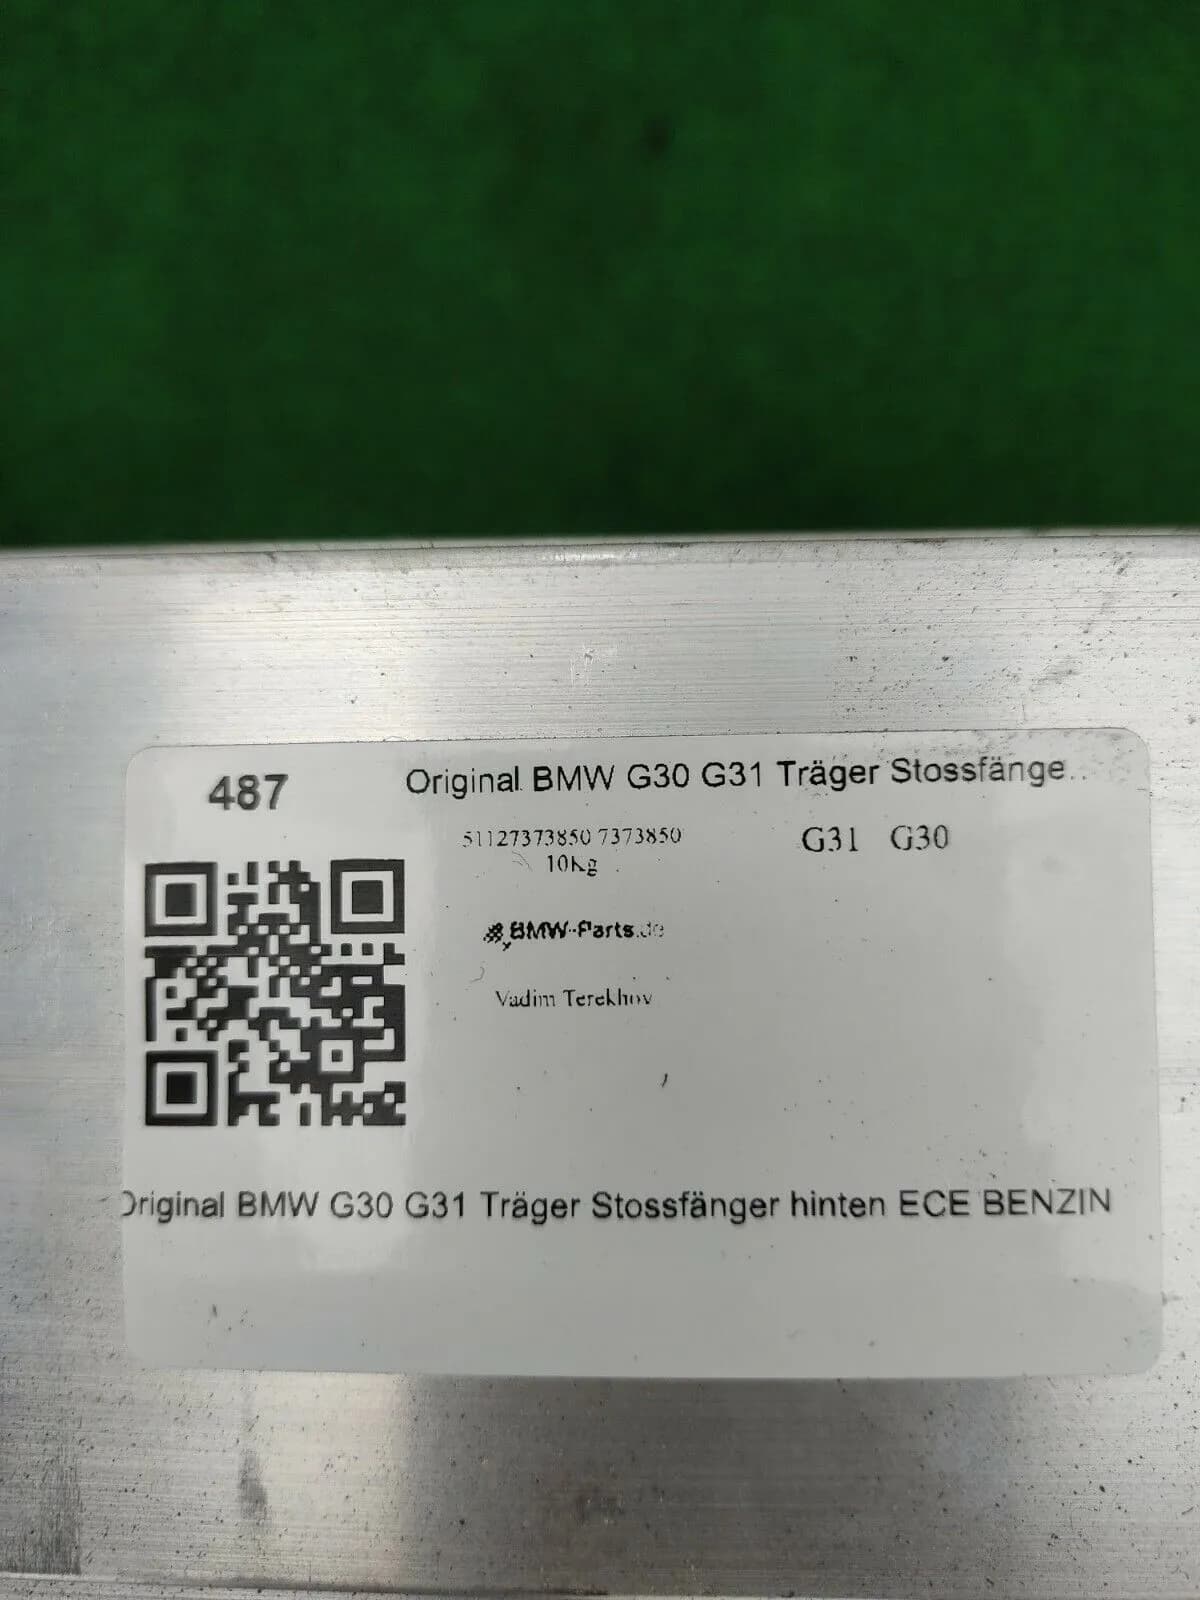 487
Original BMW G30 G31 Träger Stossfänge...
51127373850 7373850
G31 G30
10Kg
BMW-Parts.de
Vadim Terekhov
Original BMW G30 G31 Träger Stossfänger hinten ECE BENZIN